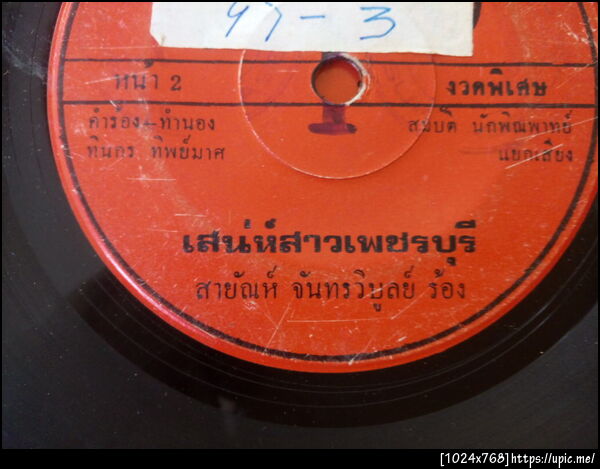 97-3
หน้า 2
งวดพิเศษ
คำร้อง-ทำนอง
ทินกร ทิพย์มาศ
สมบัติ นักพิณพาทย์
แยกเสียง
เสน่ห์สาวเพชรบุรี
สายัณห์ จันทรวิบูลย์ ร้อง
[1024x768]https://upic.me/